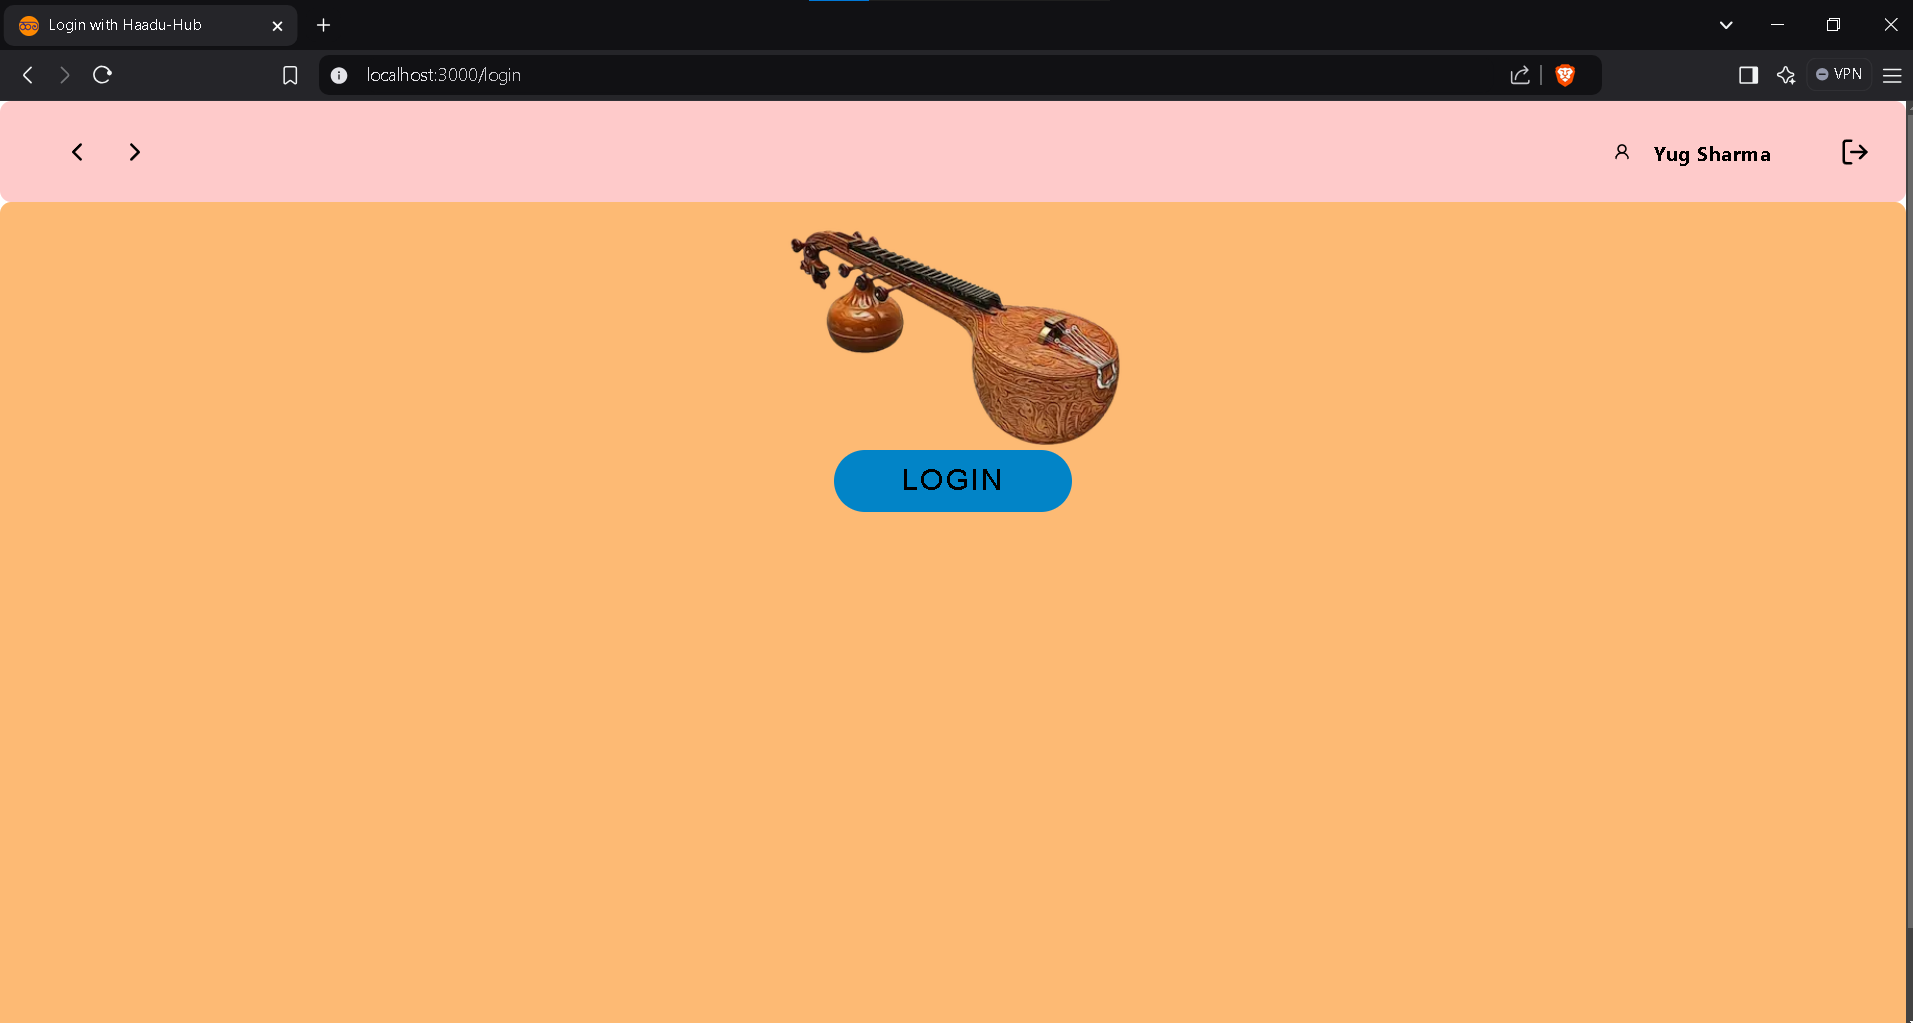 Login with Haadu-Hub
localhost:3000/login
VPN
Yug Sharma
LOGIN